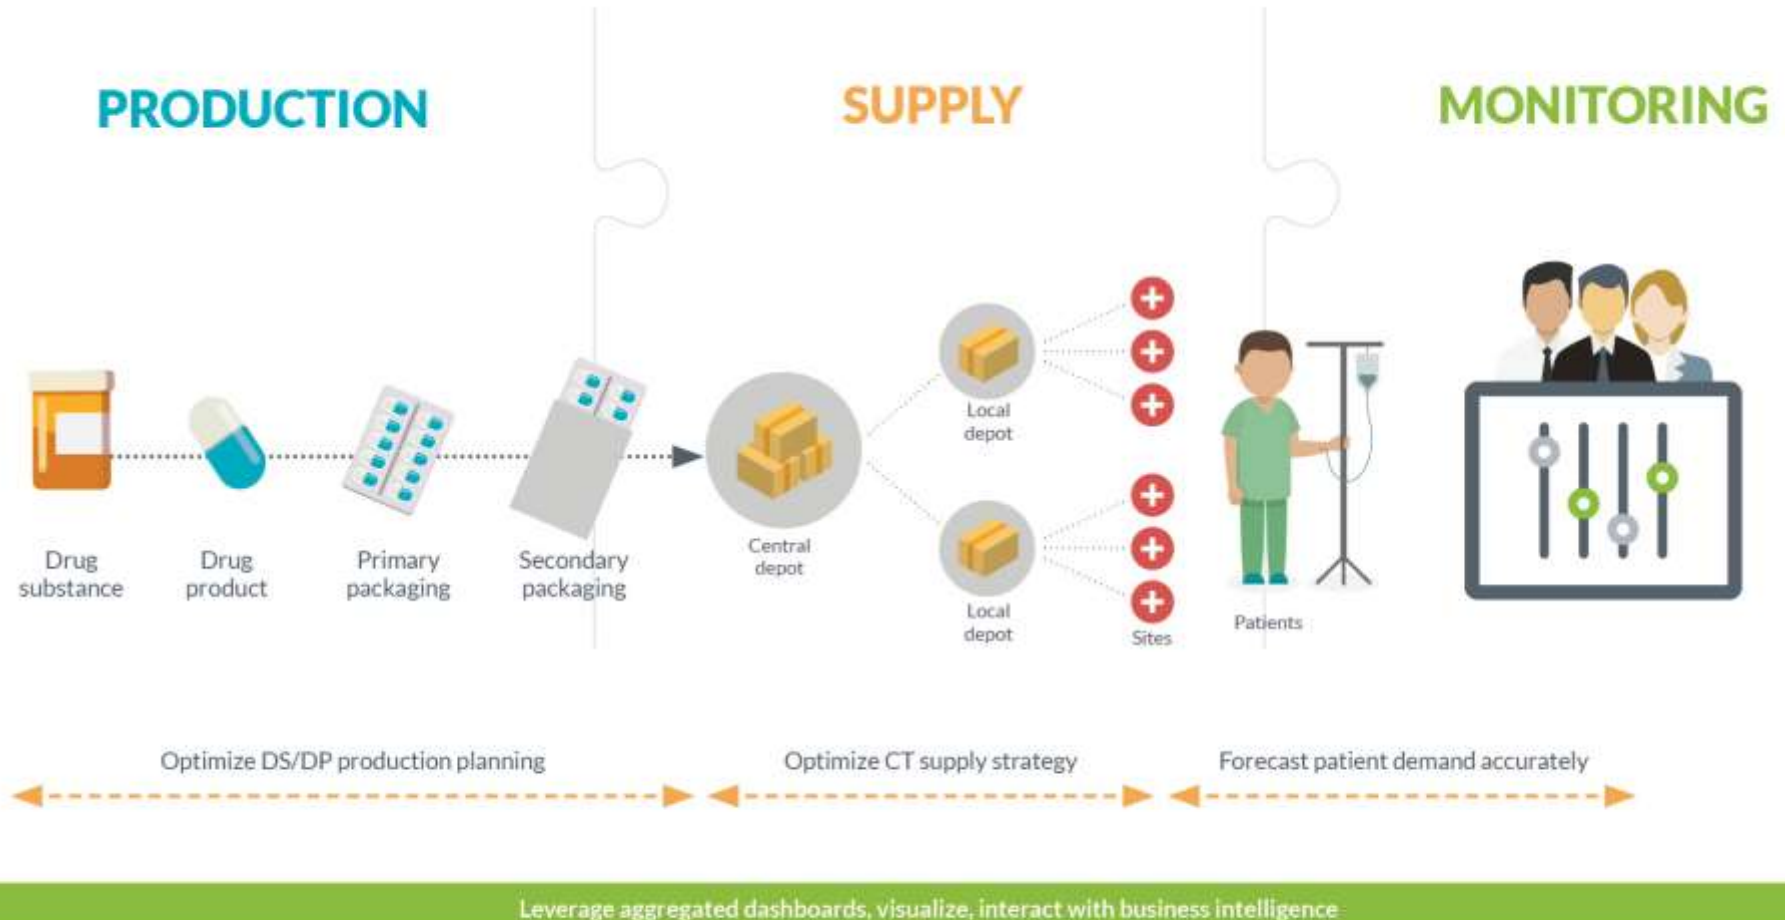 PRODUCTION
SUPPLY
MONITORING
Drug
substance
Drug
product
Primary
packaging
Secondary
packaging
Central
depot
Local
depot
Local
depot
Sites
Patients
Optimize DS/DP production planning
Optimize CT supply strategy
Forecast patient demand accurately
Leverage aggregated dashboards, visualize, interact with business intelligence